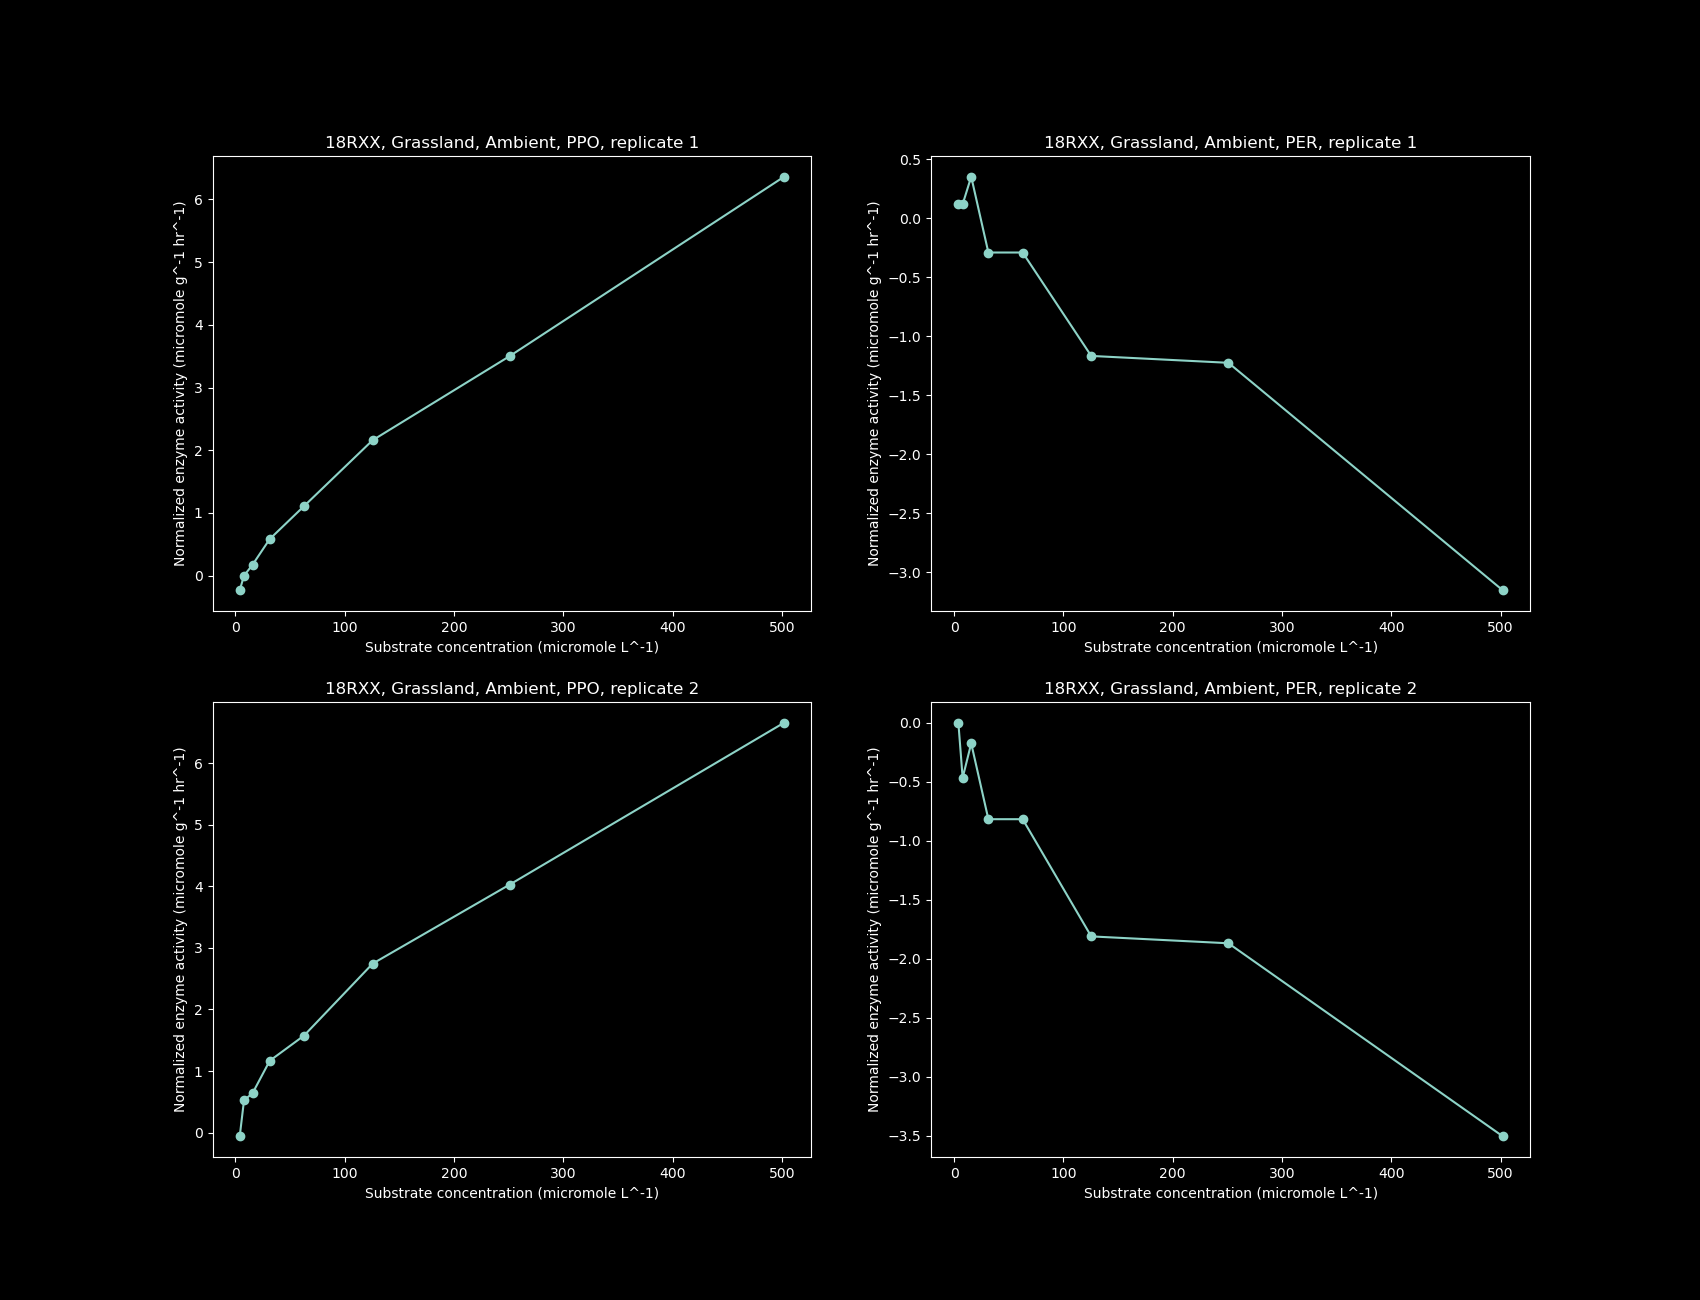 18RXX, Grassland, Ambient, PPO, replicate 1
Normalized enzyme activity (micromole g^-1 hr^-1)
6
5
4
3
2
1
0
0 100 200 300 400 500
Substrate concentration (micromole L^-1)
18RXX, Grassland, Ambient, PER, replicate 1
Normalized enzyme activity (micromole g^-1 hr^-1)
0.5
0.0
−0.5
−1.0
−1.5
−2.0
−2.5
−3.0
0 100 200 300 400 500
Substrate concentration (micromole L^-1)
18RXX, Grassland, Ambient, PPO, replicate 2
Normalized enzyme activity (micromole g^-1 hr^-1)
6
5
4
3
2
1
0
0 100 200 300 400 500
Substrate concentration (micromole L^-1)
18RXX, Grassland, Ambient, PER, replicate 2
Normalized enzyme activity (micromole g^-1 hr^-1)
0.0
−0.5
−1.0
−1.5
−2.0
−2.5
−3.0
−3.5
0 100 200 300 400 500
Substrate concentration (micromole L^-1)